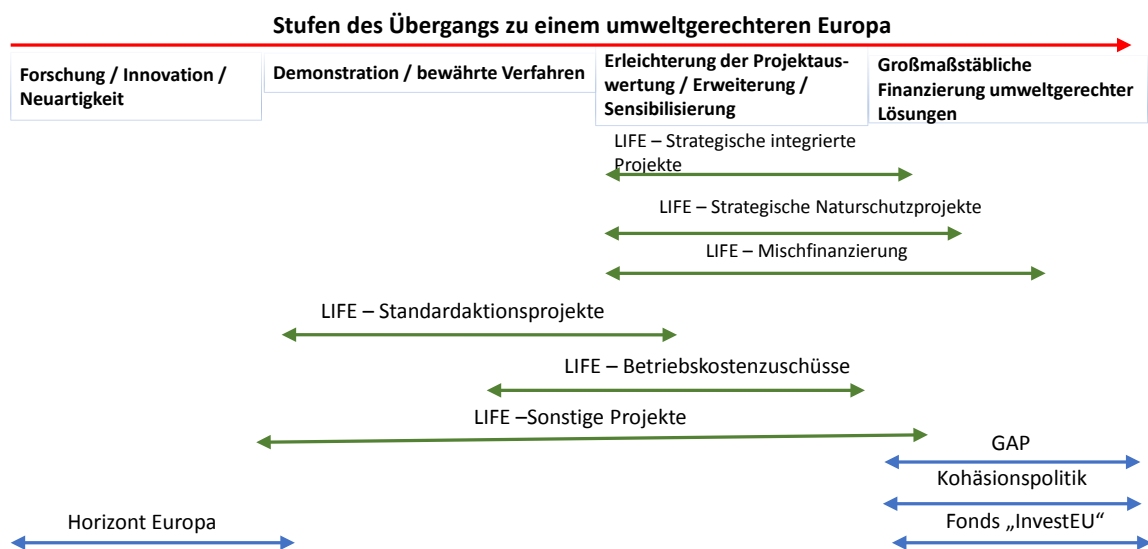 Stufen des Übergangs zu einem umweltgerechteren Europa
Forschung / Innovation /
Neuartigkeit
Demonstration / bewährte Verfahren
Erleichterung der Projektaus-
wertung / Erweiterung /
Sensibilisierung
Großmaßstäbliche
Finanzierung umweltgerechter
Lösungen
LIFE – Strategische integrierte
Projekte
LIFE – Strategische Naturschutzprojekte
LIFE – Mischfinanzierung
LIFE – Standardaktionsprojekte
LIFE – Betriebskostenzuschüsse
LIFE –Sonstige Projekte
GAP
Kohäsionspolitik
Horizont Europa
Fonds „InvestEU“